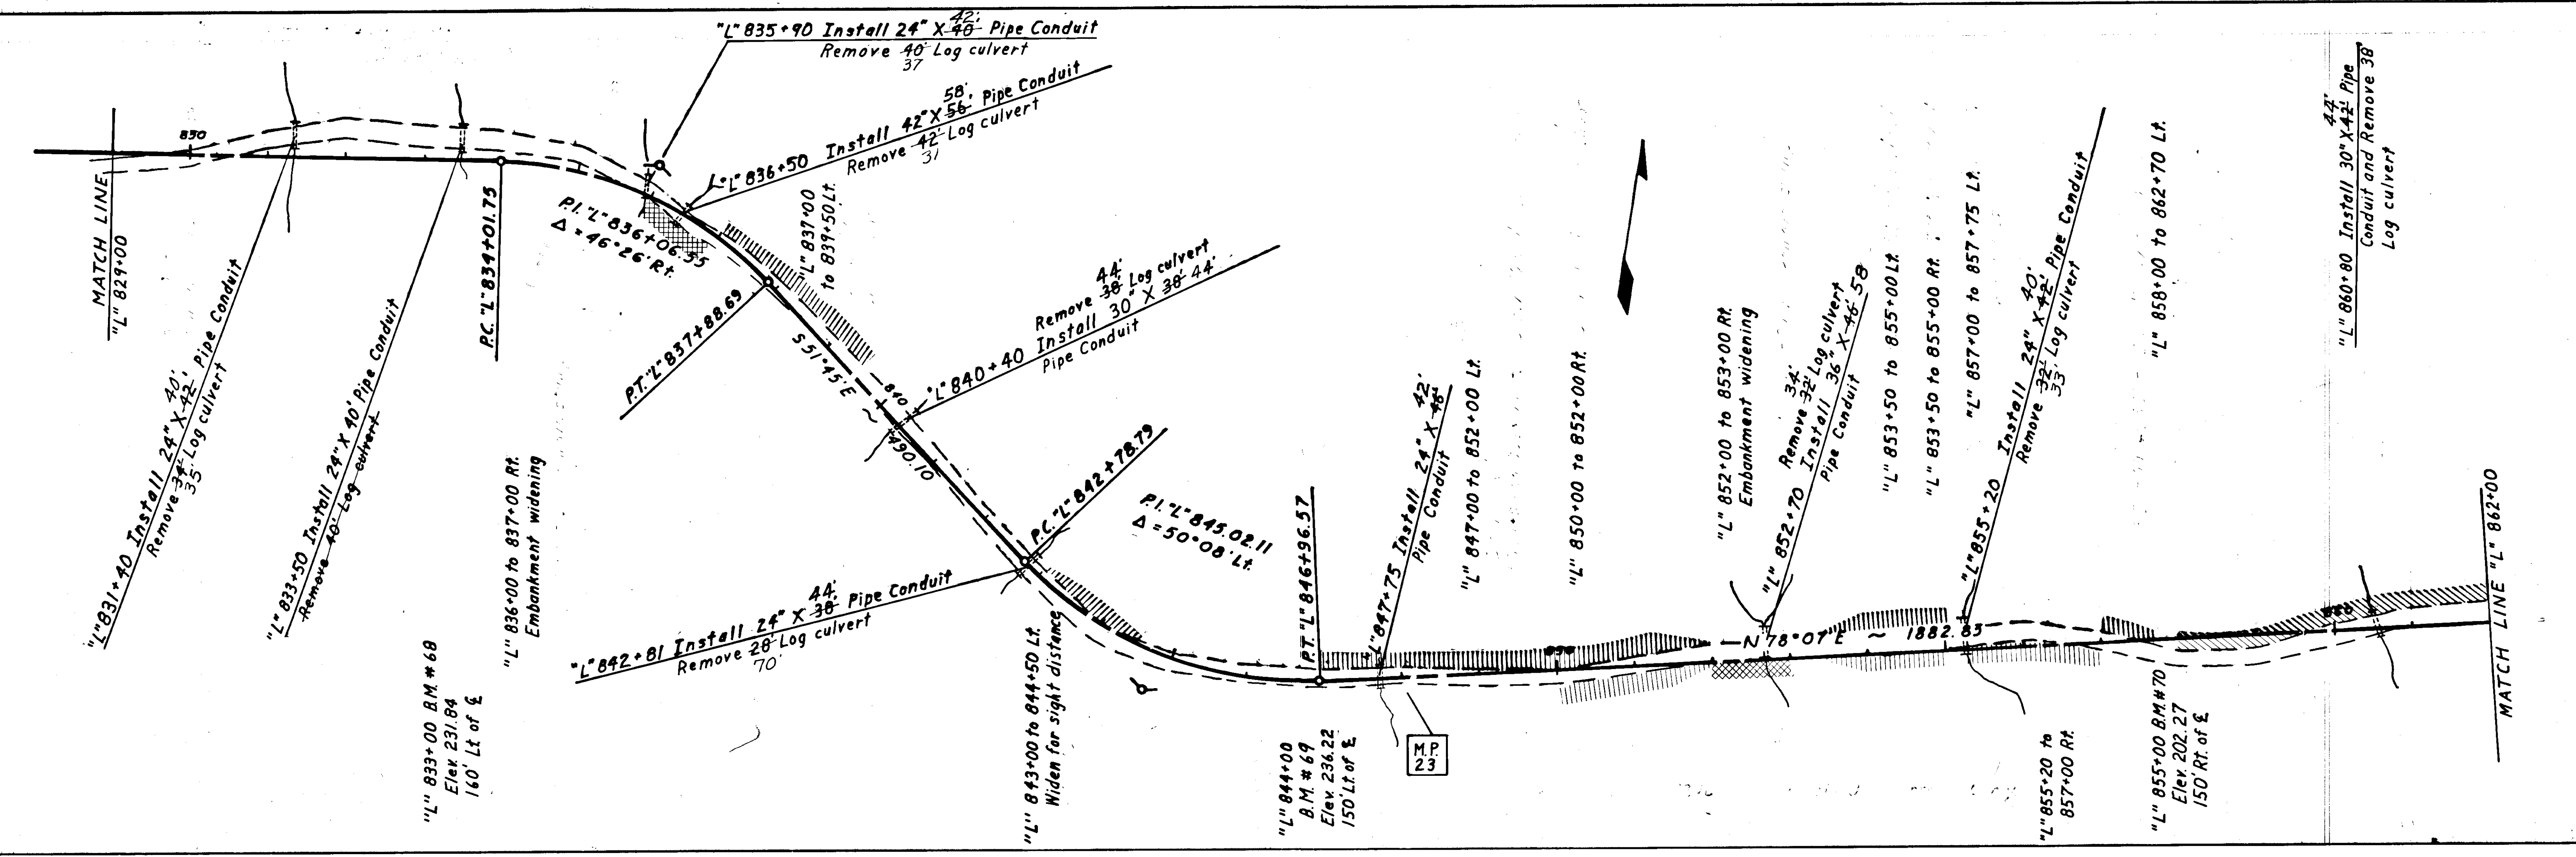 "L" 835+90 Install 24" X 40' 42' Pipe Conduit
Remove 40' Log culvert
37
58'
"L" 836+50 Install 42" X 56' Pipe Conduit
Remove 42' Log culvert
31
830
MATCH LINE
"L" 829+00
40'
"L" 831+40 Install 24" X 42' Pipe Conduit
Remove 34' Log culvert
35'
"L" 833+50 Install 24" X 40' Pipe Conduit
Remove 40' Log culvert
P.C. "L" 834+01.75
P.I. "L" 836+06.55
Δ = 46°26' Rt.
"L" 837+00
to 839+50 Lt.
P.T. "L" 837+88.69
S 51°45' E ~ 490.10
840
44'
Remove 38' Log culvert
"L" 840+40 Install 30" X 38' 44'
Pipe Conduit
"L" 836+00 to 837+00 Rt.
Embankment widening
"L" 833+00 B.M. #68
Elev. 231.84
160' Lt of ℄
P.C. "L" 842+78.79
44'
"L" 842+81 Install 24" X 38' Pipe Conduit
Remove 28' Log culvert
70'
P.I. "L" 845.02.11
Δ = 50°08' Lt.
"L" 843+00 to 844+50 Lt.
Widen for sight distance
P.T. "L" 846+96.57
"L" 844+00
B.M. #69
Elev. 236.22
150' Lt. of ℄
42'
"L" 847+75 Install 24" X 46'
Pipe Conduit
M.P.
23
"L" 847+00 to 852+00 Lt.
"L" 850+00 to 852+00 Rt.
850
"L" 852+00 to 853+00 Rt.
Embankment widening
34'
Remove 32' Log culvert
"L" 852+70 Install 36" X 46' 58
Pipe Conduit
N 78°07' E ~ 1882.83
"L" 853+50 to 855+00 Lt.
"L" 853+50 to 855+00 Rt.
"L" 857+00 to 857+75 Lt.
40'
"L" 855+20 Install 24" X 42' Pipe Conduit
Remove 32' Log culvert
33'
"L" 855+20 to
857+00 Rt.
"L" 858+00 to 862+70 Lt.
"L" 855+00 B.M. #70
Elev. 202.27
150' Rt. of ℄
44'
"L" 860+80 Install 30" X 42' Pipe
Conduit and Remove 38'
Log culvert
MATCH LINE "L" 862+00